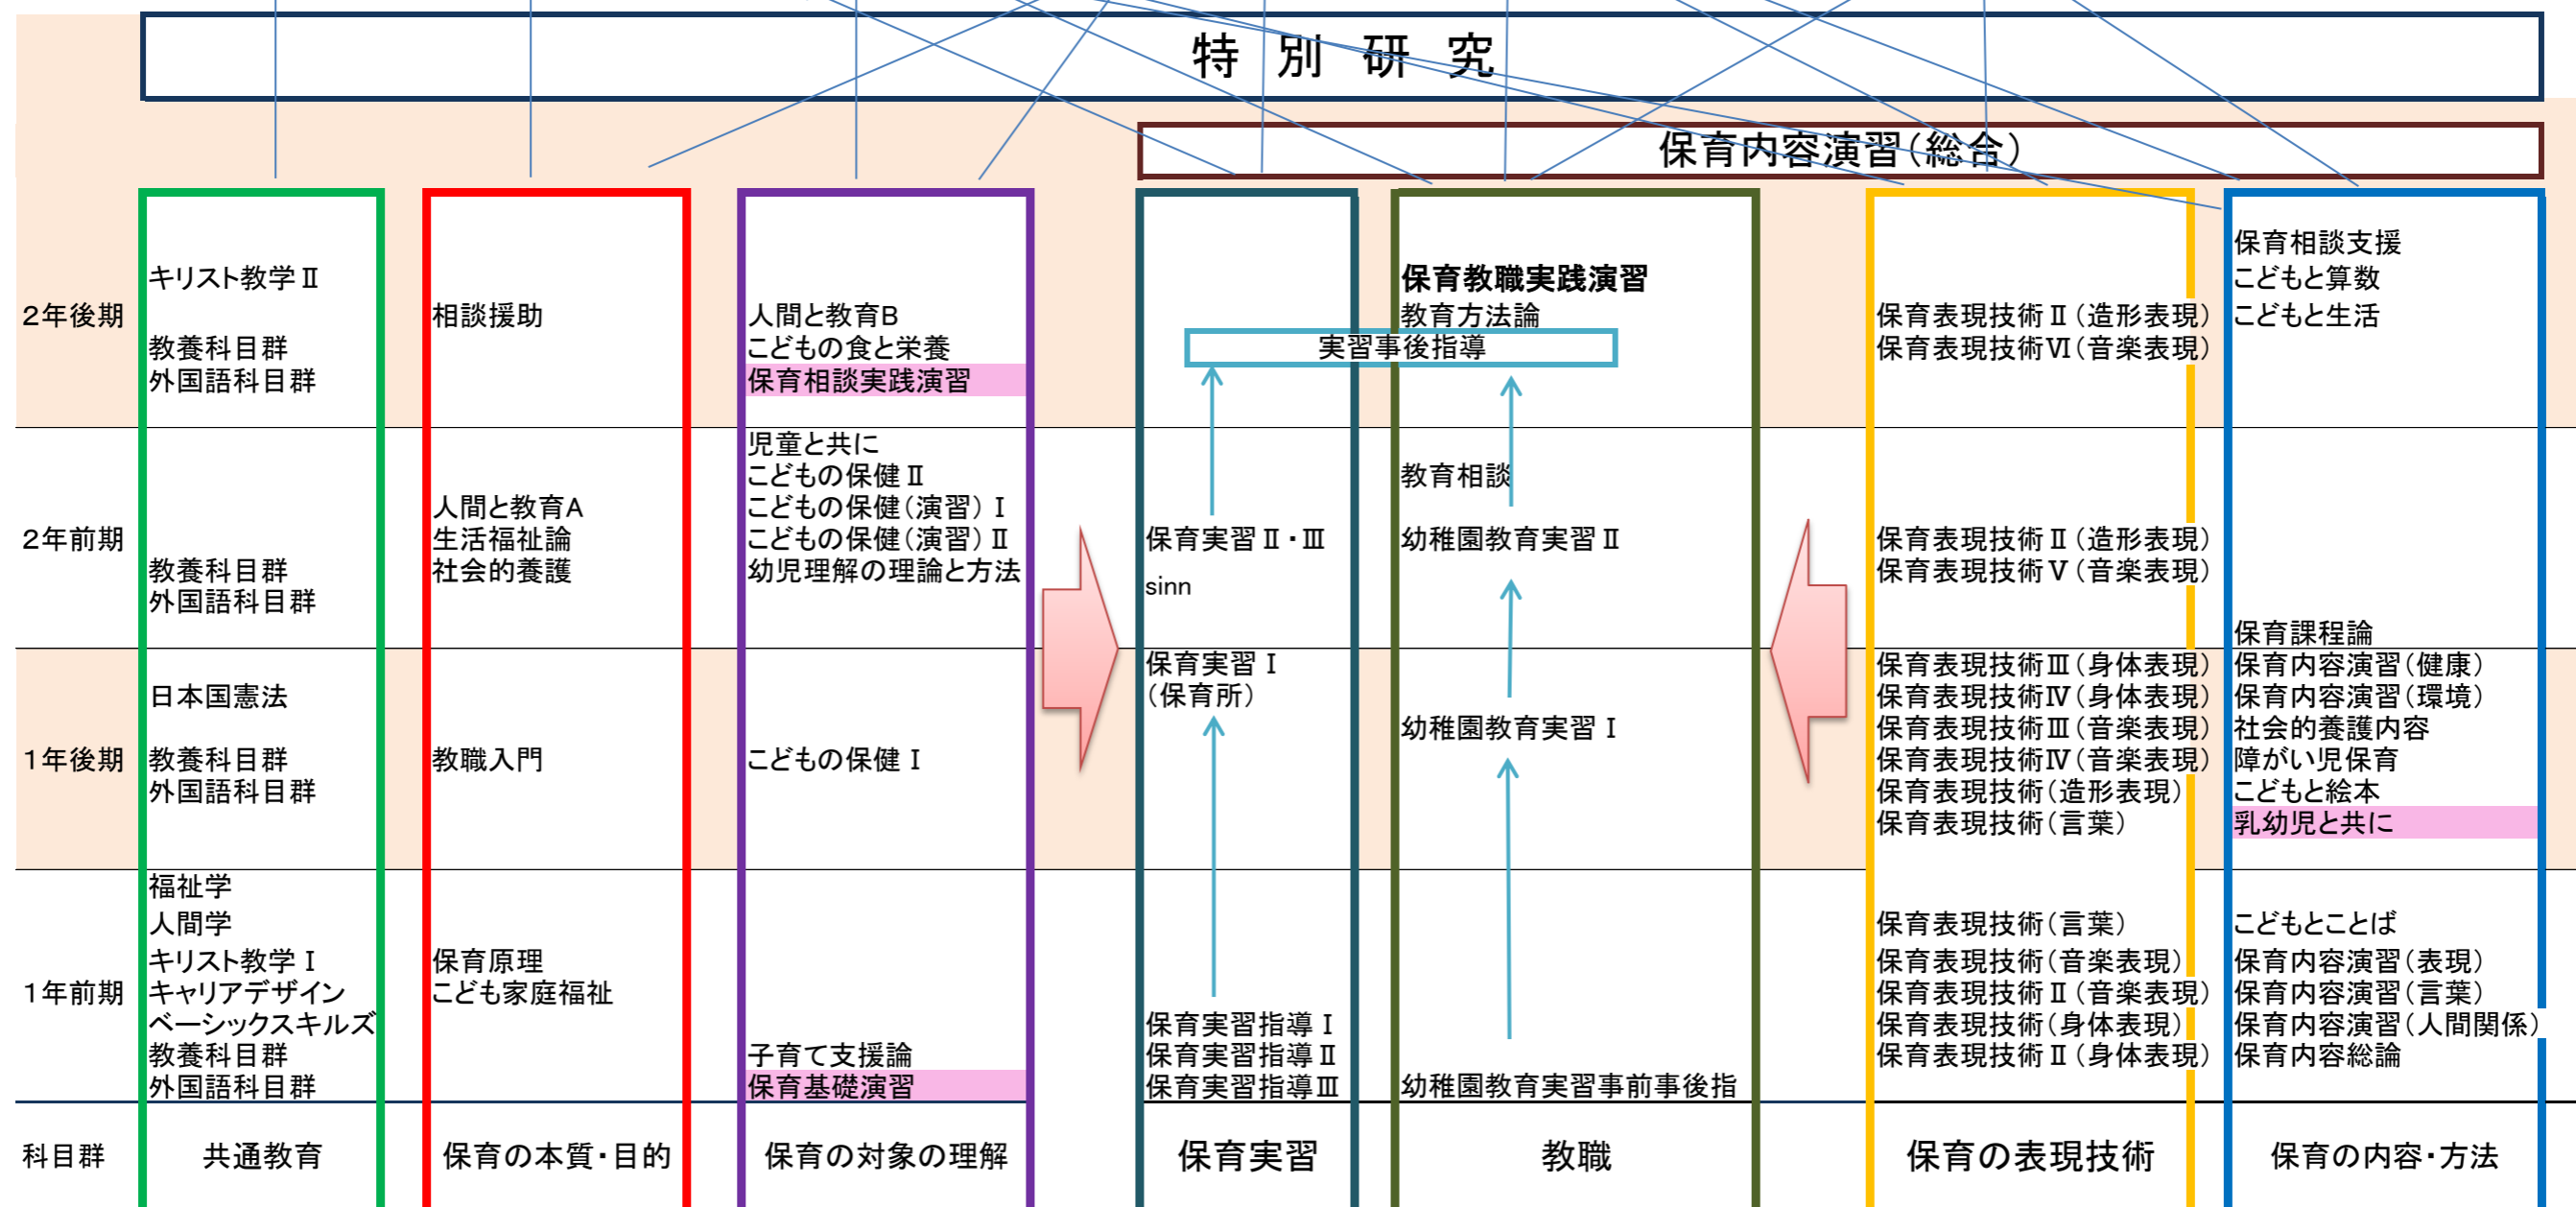 特 別 研 究
保育内容演習（総合）
2年後期
キリスト教学Ⅱ
教養科目群
外国語科目群
相談援助
人間と教育B
こどもの食と栄養
保育相談実践演習
保育教職実践演習
教育方法論
実習事後指導
保育表現技術Ⅱ（造形表現）
保育表現技術Ⅵ（音楽表現）
保育相談支援
こどもと算数
こどもと生活
2年前期
教養科目群
外国語科目群
人間と教育A
生活福祉論
社会的養護
児童と共に
こどもの保健Ⅱ
こどもの保健（演習）Ⅰ
こどもの保健（演習）Ⅱ
幼児理解の理論と方法
保育実習Ⅱ・Ⅲ
sinn
教育相談
幼稚園教育実習Ⅱ
保育表現技術Ⅱ（造形表現）
保育表現技術Ⅴ（音楽表現）
保育課程論
1年後期
日本国憲法
教養科目群
外国語科目群
教職入門
こどもの保健Ⅰ
保育実習Ⅰ
（保育所）
幼稚園教育実習Ⅰ
保育表現技術Ⅲ（身体表現）
保育表現技術Ⅳ（身体表現）
保育表現技術Ⅲ（音楽表現）
保育表現技術Ⅳ（音楽表現）
保育表現技術（造形表現）
保育表現技術（言葉）
保育内容演習（健康）
保育内容演習（環境）
社会的養護内容
障がい児保育
こどもと絵本
乳幼児と共に
1年前期
福祉学
人間学
キリスト教学Ⅰ
キャリアデザイン
ベーシックスキルズ
教養科目群
外国語科目群
保育原理
こども家庭福祉
子育て支援論
保育基礎演習
保育実習指導Ⅰ
保育実習指導Ⅱ
保育実習指導Ⅲ
幼稚園教育実習事前事後指
保育表現技術（言葉）
保育表現技術（音楽表現）
保育表現技術Ⅱ（音楽表現）
保育表現技術（身体表現）
保育表現技術Ⅱ（身体表現）
こどもとことば
保育内容演習（表現）
保育内容演習（言葉）
保育内容演習（人間関係）
保育内容総論
科目群
共通教育
保育の本質・目的
保育の対象の理解
保育実習
教職
保育の表現技術
保育の内容・方法